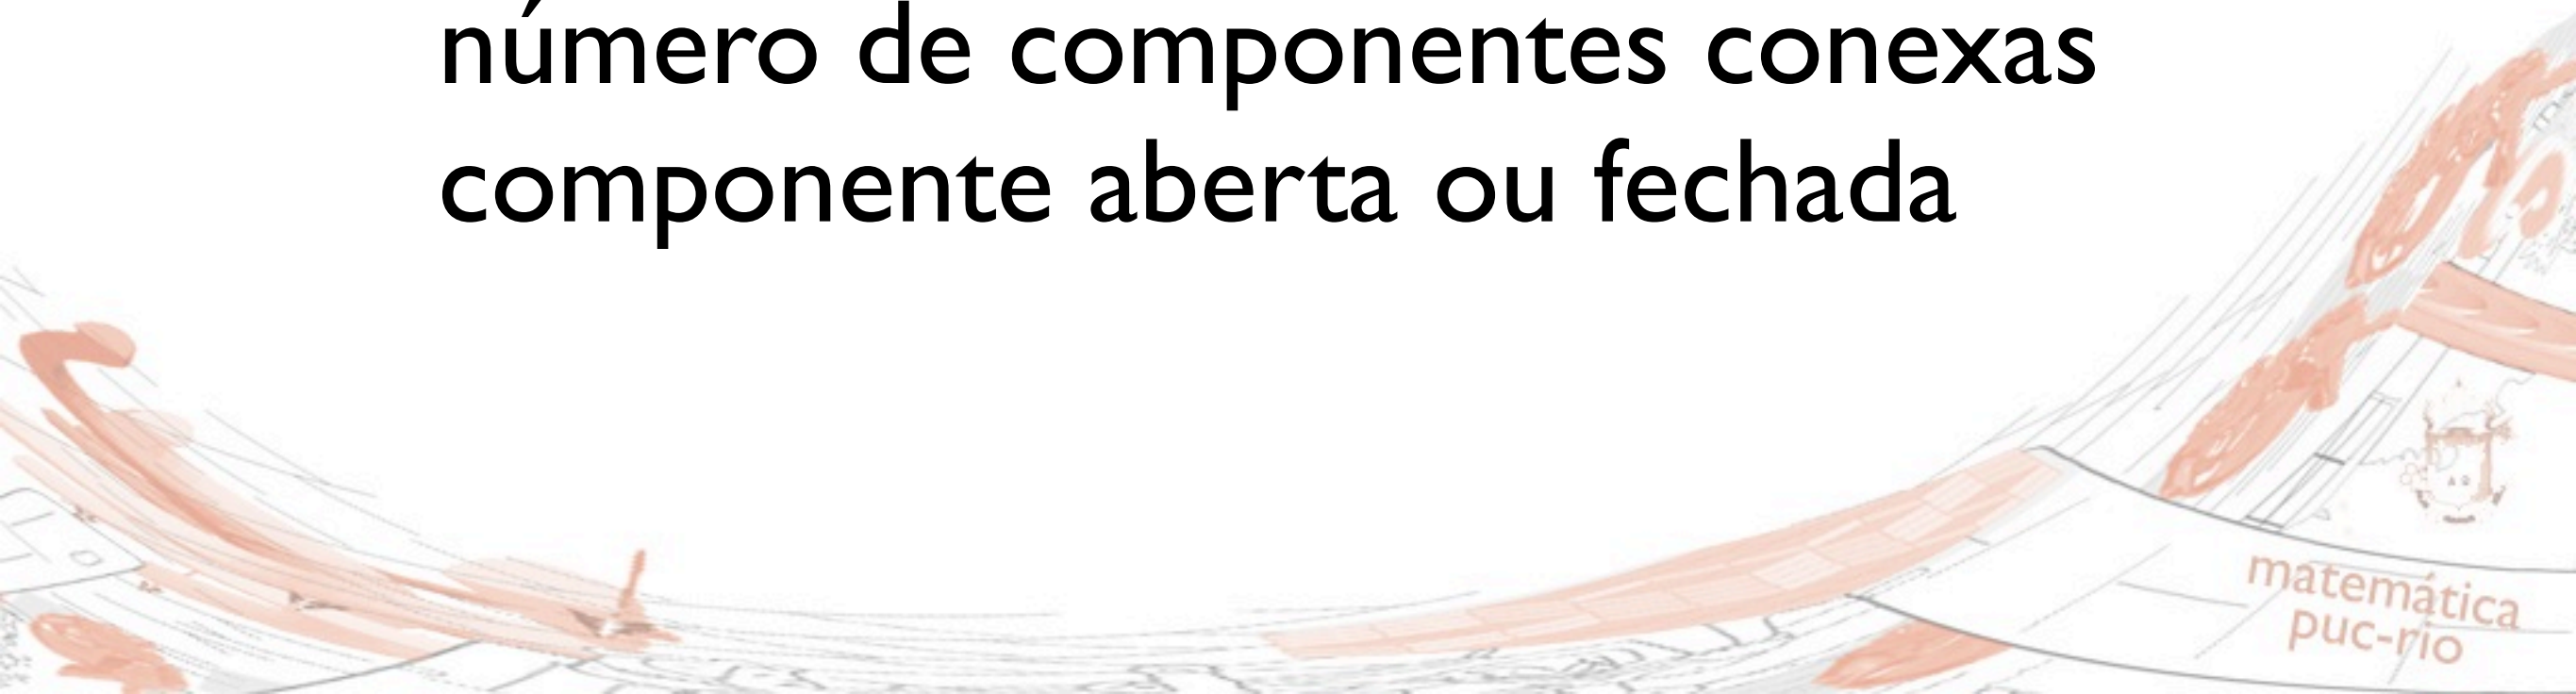 número de componentes conexas
componente aberta ou fechada
matemática
puc-rio